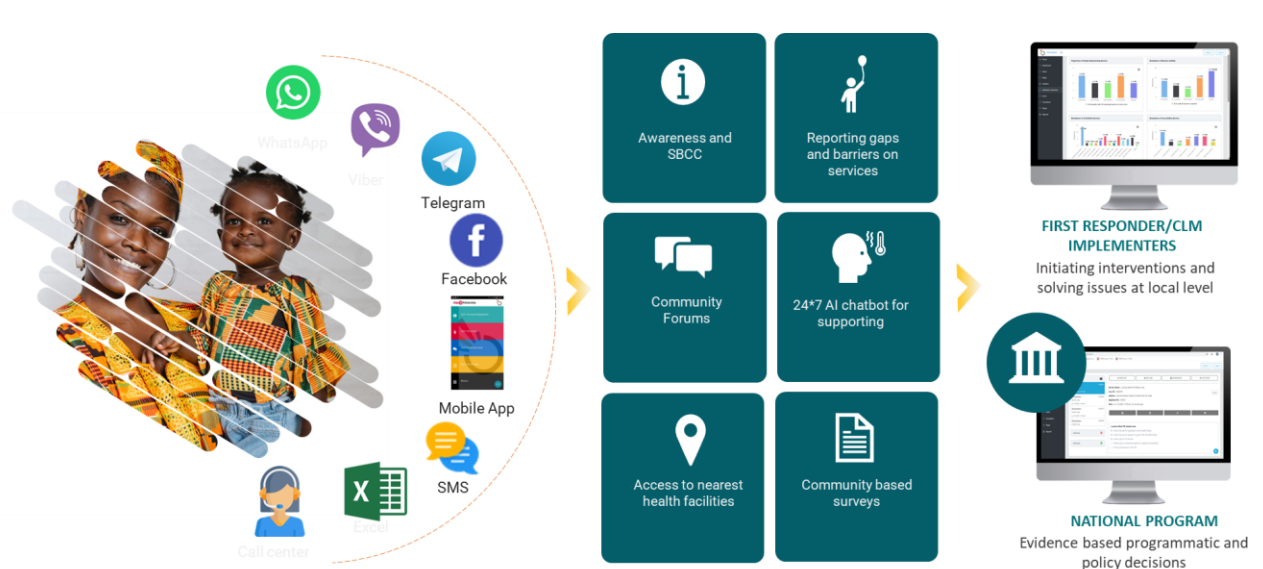 WhatsApp
Viber
Telegram
Facebook
Mobile App
SMS
Excel
Call center
Awareness and
SBCC
Reporting gaps
and barriers on
services
Community
Forums
24*7 AI chatbot for
supporting
Access to nearest
health facilities
Community based
surveys
FIRST RESPONDER/CLM
IMPLEMENTERS
Initiating interventions and
solving issues at local level
NATIONAL PROGRAM
Evidence based programmatic and
policy decisions